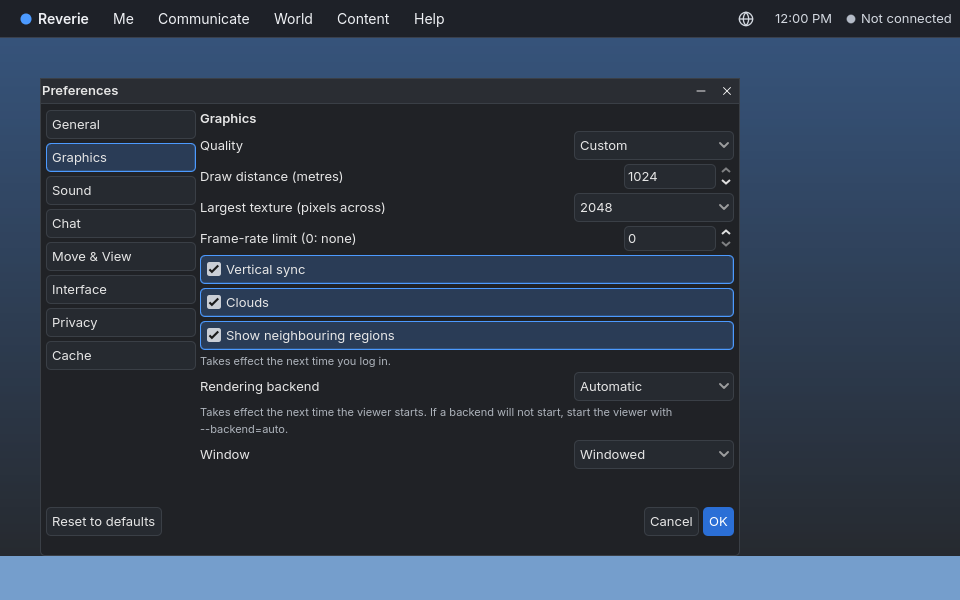 Reverie Me Communicate World Content Help 12:00 PM Not connected
Preferences
General
Graphics
Sound
Chat
Move & View
Interface
Privacy
Cache
Graphics
Quality Custom
Draw distance (metres) 1024
Largest texture (pixels across) 2048
Frame-rate limit (0: none) 0
Vertical sync
Clouds
Show neighbouring regions
Takes effect the next time you log in.
Rendering backend Automatic
Takes effect the next time the viewer starts. If a backend will not start, start the viewer with
--backend=auto.
Window Windowed
Reset to defaults Cancel OK